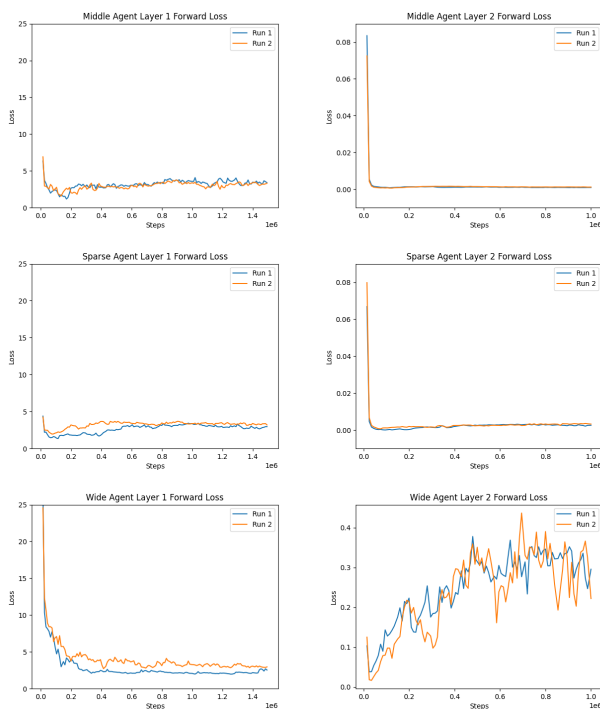 Middle Agent Layer 1 Forward Loss
25
20
15
10
5
0
Loss
0.0 0.2 0.4 0.6 0.8 1.0 1.2 1.4
1e6
Steps
Run 1
Run 2
Middle Agent Layer 2 Forward Loss
0.08
0.06
0.04
0.02
0.00
Loss
0.0 0.2 0.4 0.6 0.8 1.0
1e6
Steps
Run 1
Run 2
Sparse Agent Layer 1 Forward Loss
25
20
15
10
5
0
Loss
0.0 0.2 0.4 0.6 0.8 1.0 1.2 1.4
1e6
Steps
Run 1
Run 2
Sparse Agent Layer 2 Forward Loss
0.08
0.06
0.04
0.02
0.00
Loss
0.0 0.2 0.4 0.6 0.8 1.0
1e6
Steps
Run 1
Run 2
Wide Agent Layer 1 Forward Loss
25
20
15
10
5
0
Loss
0.0 0.2 0.4 0.6 0.8 1.0 1.2 1.4
1e6
Steps
Run 1
Run 2
Wide Agent Layer 2 Forward Loss
0.4
0.3
0.2
0.1
0.0
Loss
0.0 0.2 0.4 0.6 0.8 1.0
1e6
Steps
Run 1
Run 2